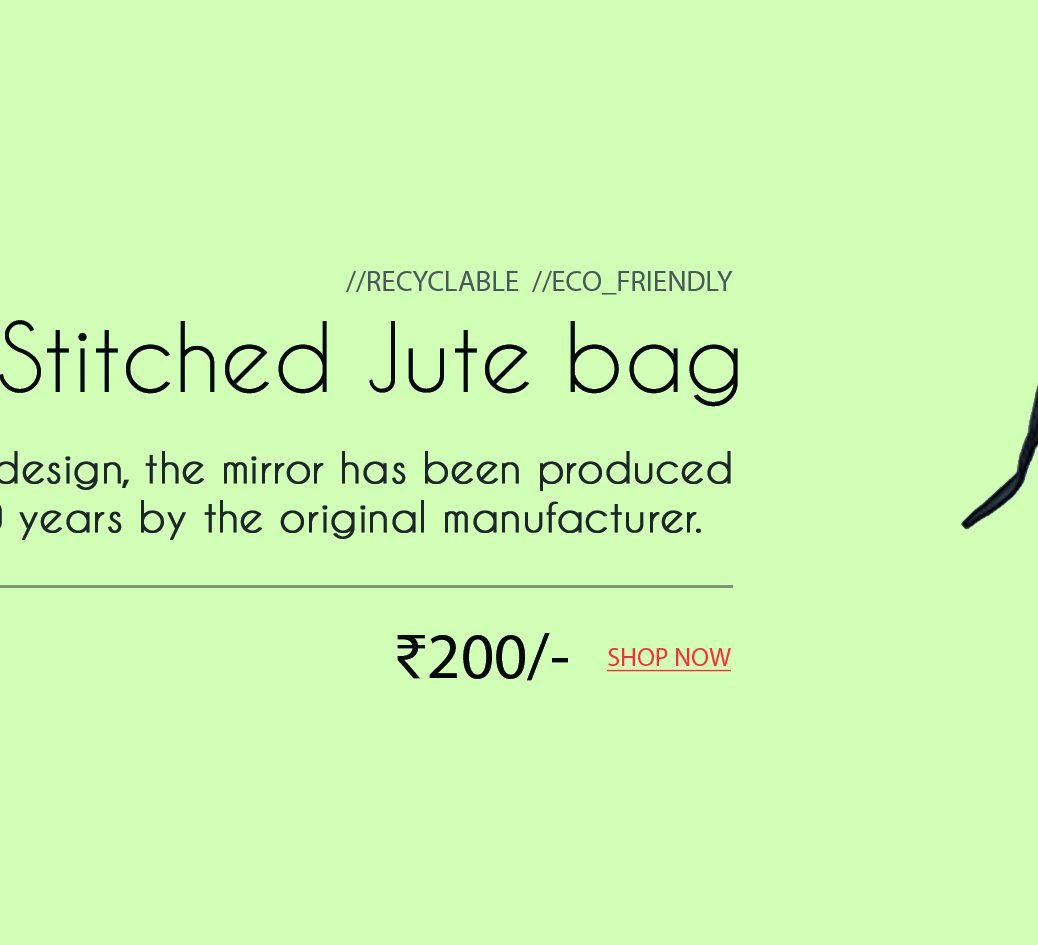 //RECYCLABLE //ECO_FRIENDLY
Stitched Jute bag
design, the mirror has been produced
years by the original manufacturer.
₹200/- SHOP NOW